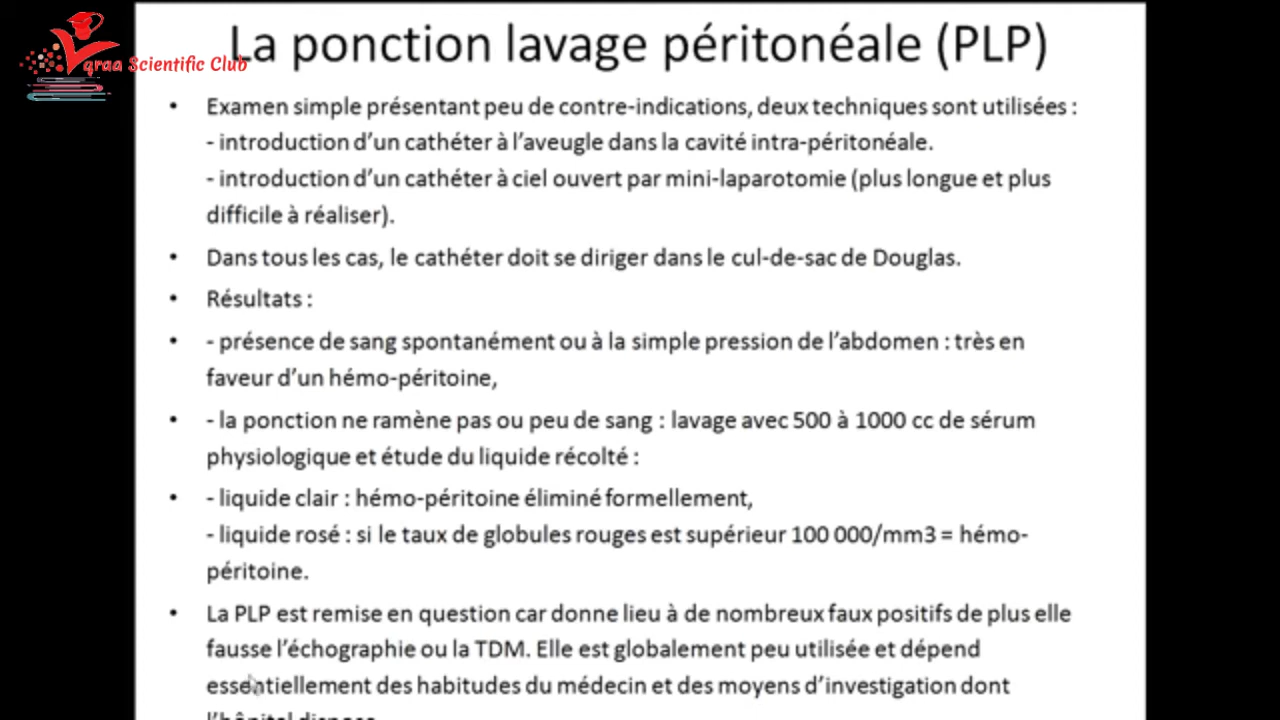 La ponction lavage péritonéale (PLP)
qraa Scientific Club
• Examen simple présentant peu de contre-indications, deux techniques sont utilisées :
- introduction d'un cathéter à l'aveugle dans la cavité intra-péritonéale.
- introduction d'un cathéter à ciel ouvert par mini-laparotomie (plus longue et plus
difficile à réaliser).
• Dans tous les cas, le cathéter doit se diriger dans le cul-de-sac de Douglas.
• Résultats :
• - présence de sang spontanément ou à la simple pression de l'abdomen : très en
faveur d'un hémo-péritoine,
• - la ponction ne ramène pas ou peu de sang : lavage avec 500 à 1000 cc de sérum
physiologique et étude du liquide récolté :
• - liquide clair : hémo-péritoine éliminé formellement,
- liquide rosé : si le taux de globules rouges est supérieur 100 000/mm3 = hémo-
péritoine.
• La PLP est remise en question car donne lieu à de nombreux faux positifs de plus elle
fausse l'échographie ou la TDM. Elle est globalement peu utilisée et dépend
essentiellement des habitudes du médecin et des moyens d'investigation dont
l'hôpital dispose